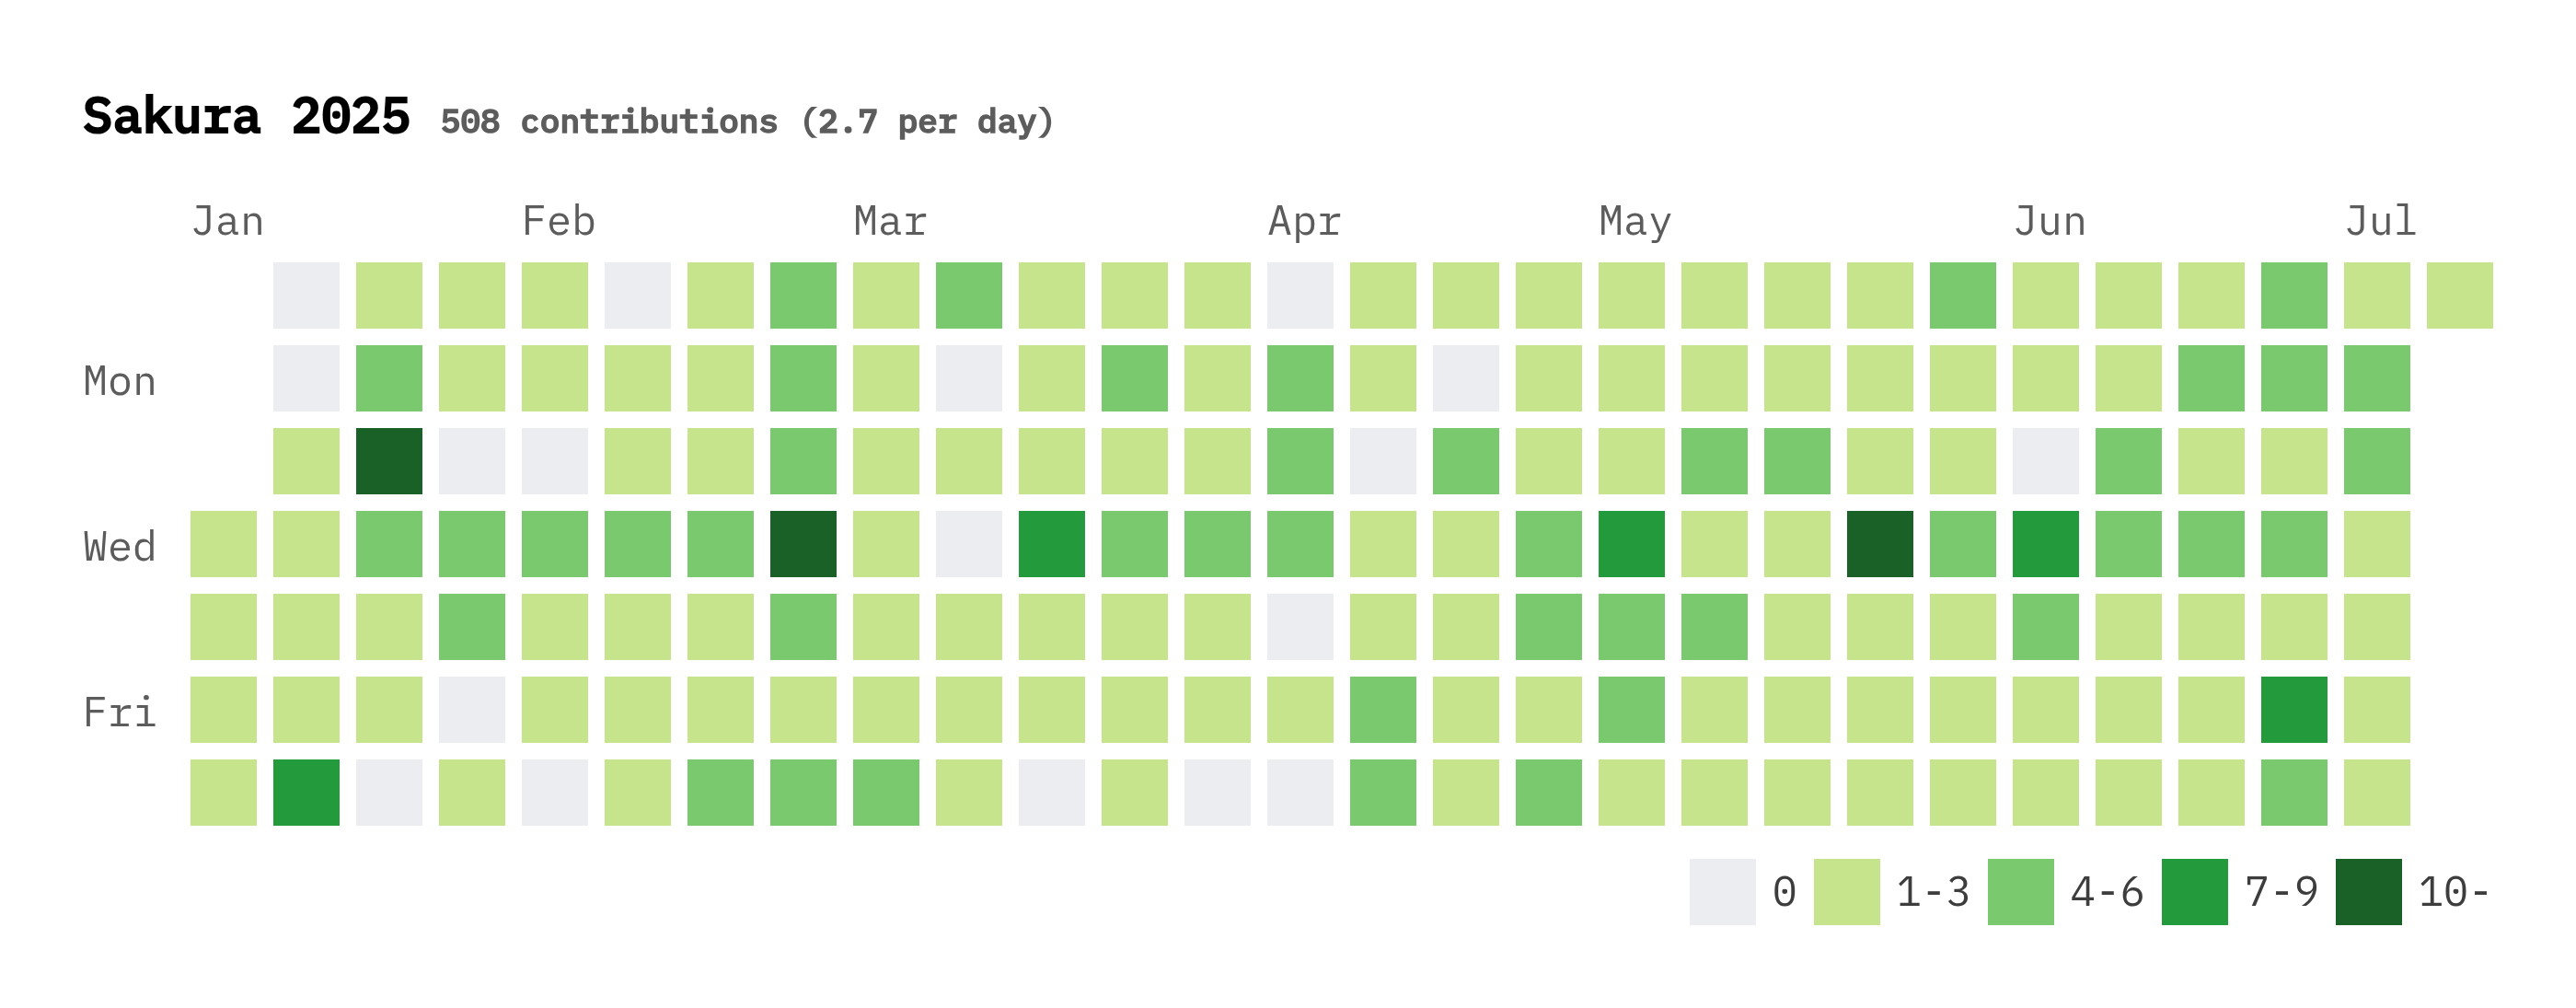 Sakura 2025 508 contributions (2.7 per day)
Jan Feb Mar Apr May Jun Jul
Mon
Wed
Fri
0 1-3 4-6 7-9 10-